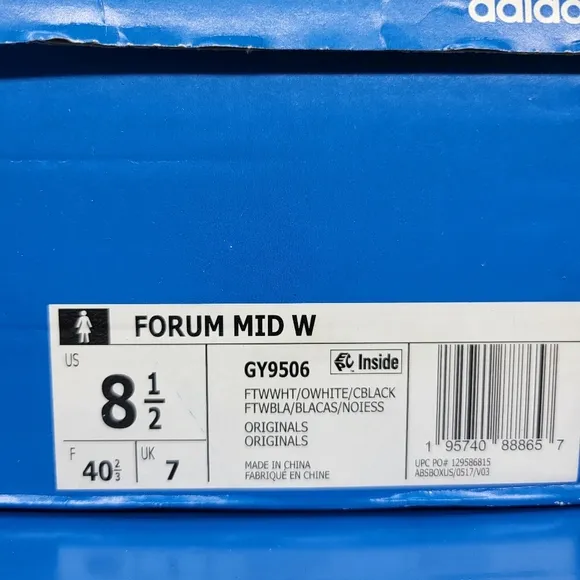 adidas
FORUM MID W
US
8 1/2
F
40 2/3
UK
7
GY9506
Inside
FTWWHT/OWHITE/CBLACK
FTWBLA/BLACAS/NOIESS
ORIGINALS
ORIGINALS
MADE IN CHINA
FABRIQUÉ EN CHINE
1 95740 88865 7
UPC PO# 129586815
ABSBOXUS/0517/V03